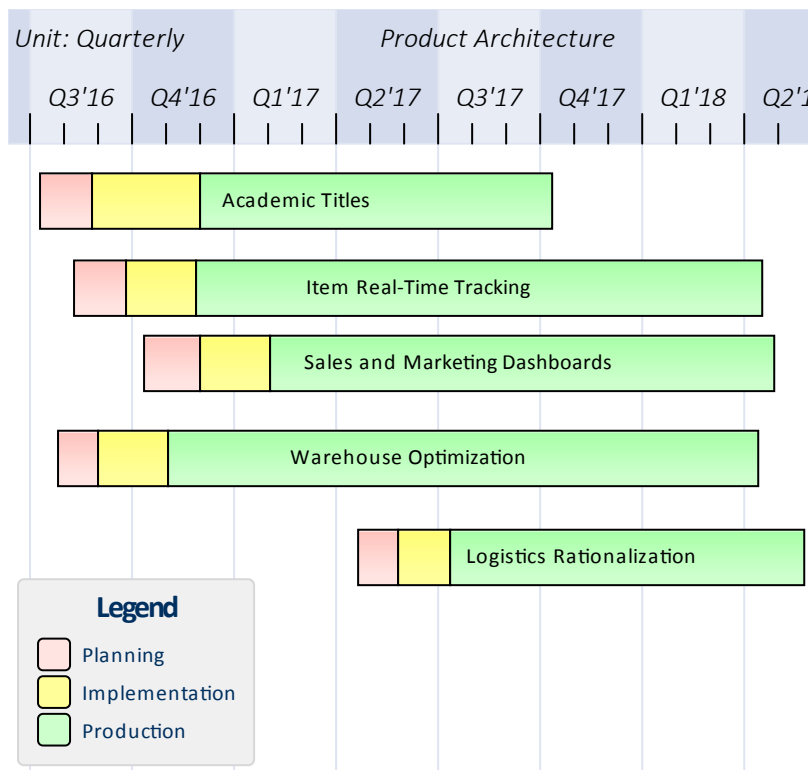 Unit: Quarterly Product Architecture
Q3'16 Q4'16 Q1'17 Q2'17 Q3'17 Q4'17 Q1'18
Academic Titles
Item Real-Time Tracking
Sales and Marketing Dashboards
Warehouse Optimization
Logistics Rationalization
Legend
Planning
Implementation
Production